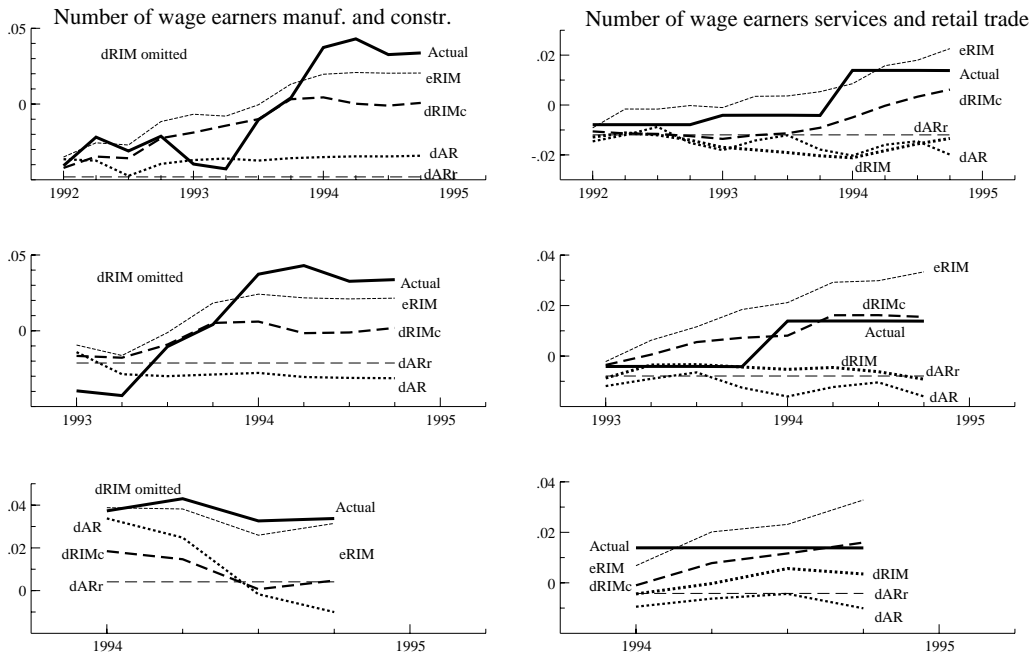 Number of wage earners manuf. and constr.
.05
dRIM omitted
Actual
eRIM
0
dRIMc
dAR
dARr
1992
1993
1994
1995
Number of wage earners services and retail trade
.02
eRIM
Actual
dRIMc
0
dARr
-.02
dRIM
dAR
1992
1993
1994
1995
.05
dRIM omitted
Actual
eRIM
0
dRIMc
dARr
dAR
1993
1994
1995
.04
eRIM
.02
dRIMc
Actual
0
dRIM
dARr
dAR
1993
1994
1995
dRIM omitted
.04
Actual
dAR
.02
dRIMc
eRIM
dARr
0
1994
1995
.04
.02
Actual
eRIM
dRIMc
dRIM
0
dARr
dAR
1994
1995